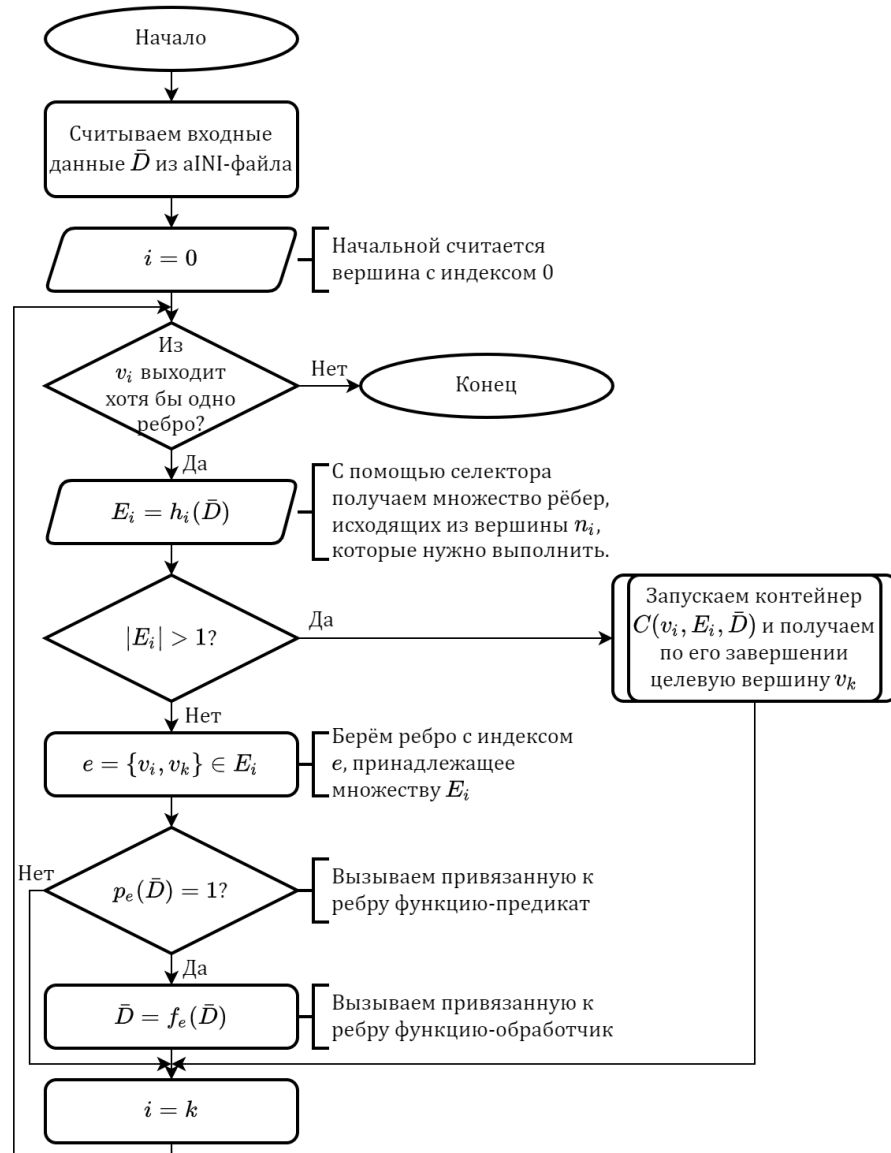 Начало
Считываем входные
данные D̄ из aINI-файла
i = 0
Начальной считается
вершина с индексом 0
Из
v_i выходит
хотя бы одно
ребро?
Нет
Конец
Да
E_i = h_i(D̄)
С помощью селектора
получаем множество рёбер,
исходящих из вершины n_i,
которые нужно выполнить.
|E_i| > 1?
Да
Запускаем контейнер
C(v_i, E_i, D̄) и получаем
по его завершении
целевую вершину v_k
Нет
e = {v_i, v_k} ∈ E_i
Берём ребро с индексом
e, принадлежащее
множеству E_i
Нет
p_e(D̄) = 1?
Вызываем привязанную к
ребру функцию-предикат
Да
D̄ = f_e(D̄)
Вызываем привязанную к
ребру функцию-обработчик
i = k